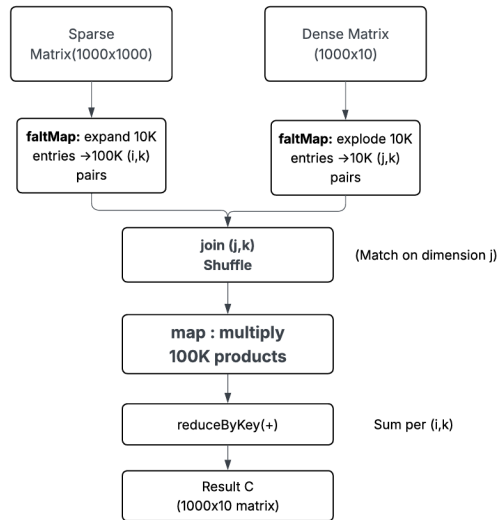 Sparse
Matrix(1000x1000)
Dense Matrix
(1000x10)
faltMap: expand 10K
entries →100K (i,k)
pairs
faltMap: explode 10K
entries →10K (j,k)
pairs
join (j,k)
Shuffle
(Match on dimension j)
map : multiply
100K products
reduceByKey(+)
Sum per (i,k)
Result C
(1000x10 matrix)